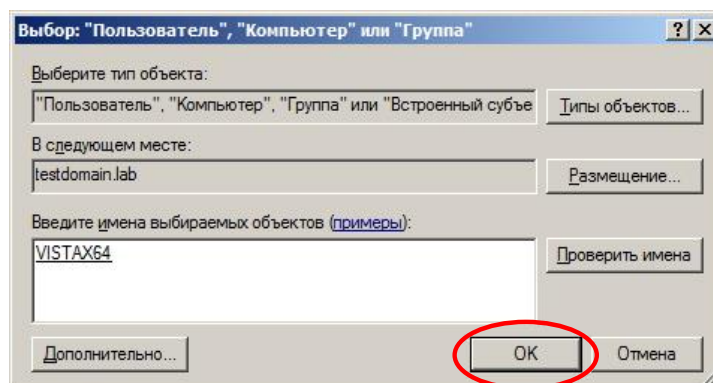 Выбор: "Пользователь", "Компьютер" или "Группа"
Выберите тип объекта:
"Пользователь", "Компьютер", "Группа" или "Встроенный субъе
Типы объектов...
В следующем месте:
testdomain.lab
Размещение...
Введите имена выбираемых объектов (примеры):
VISTAX64
Проверить имена
Дополнительно...
OK
Отмена